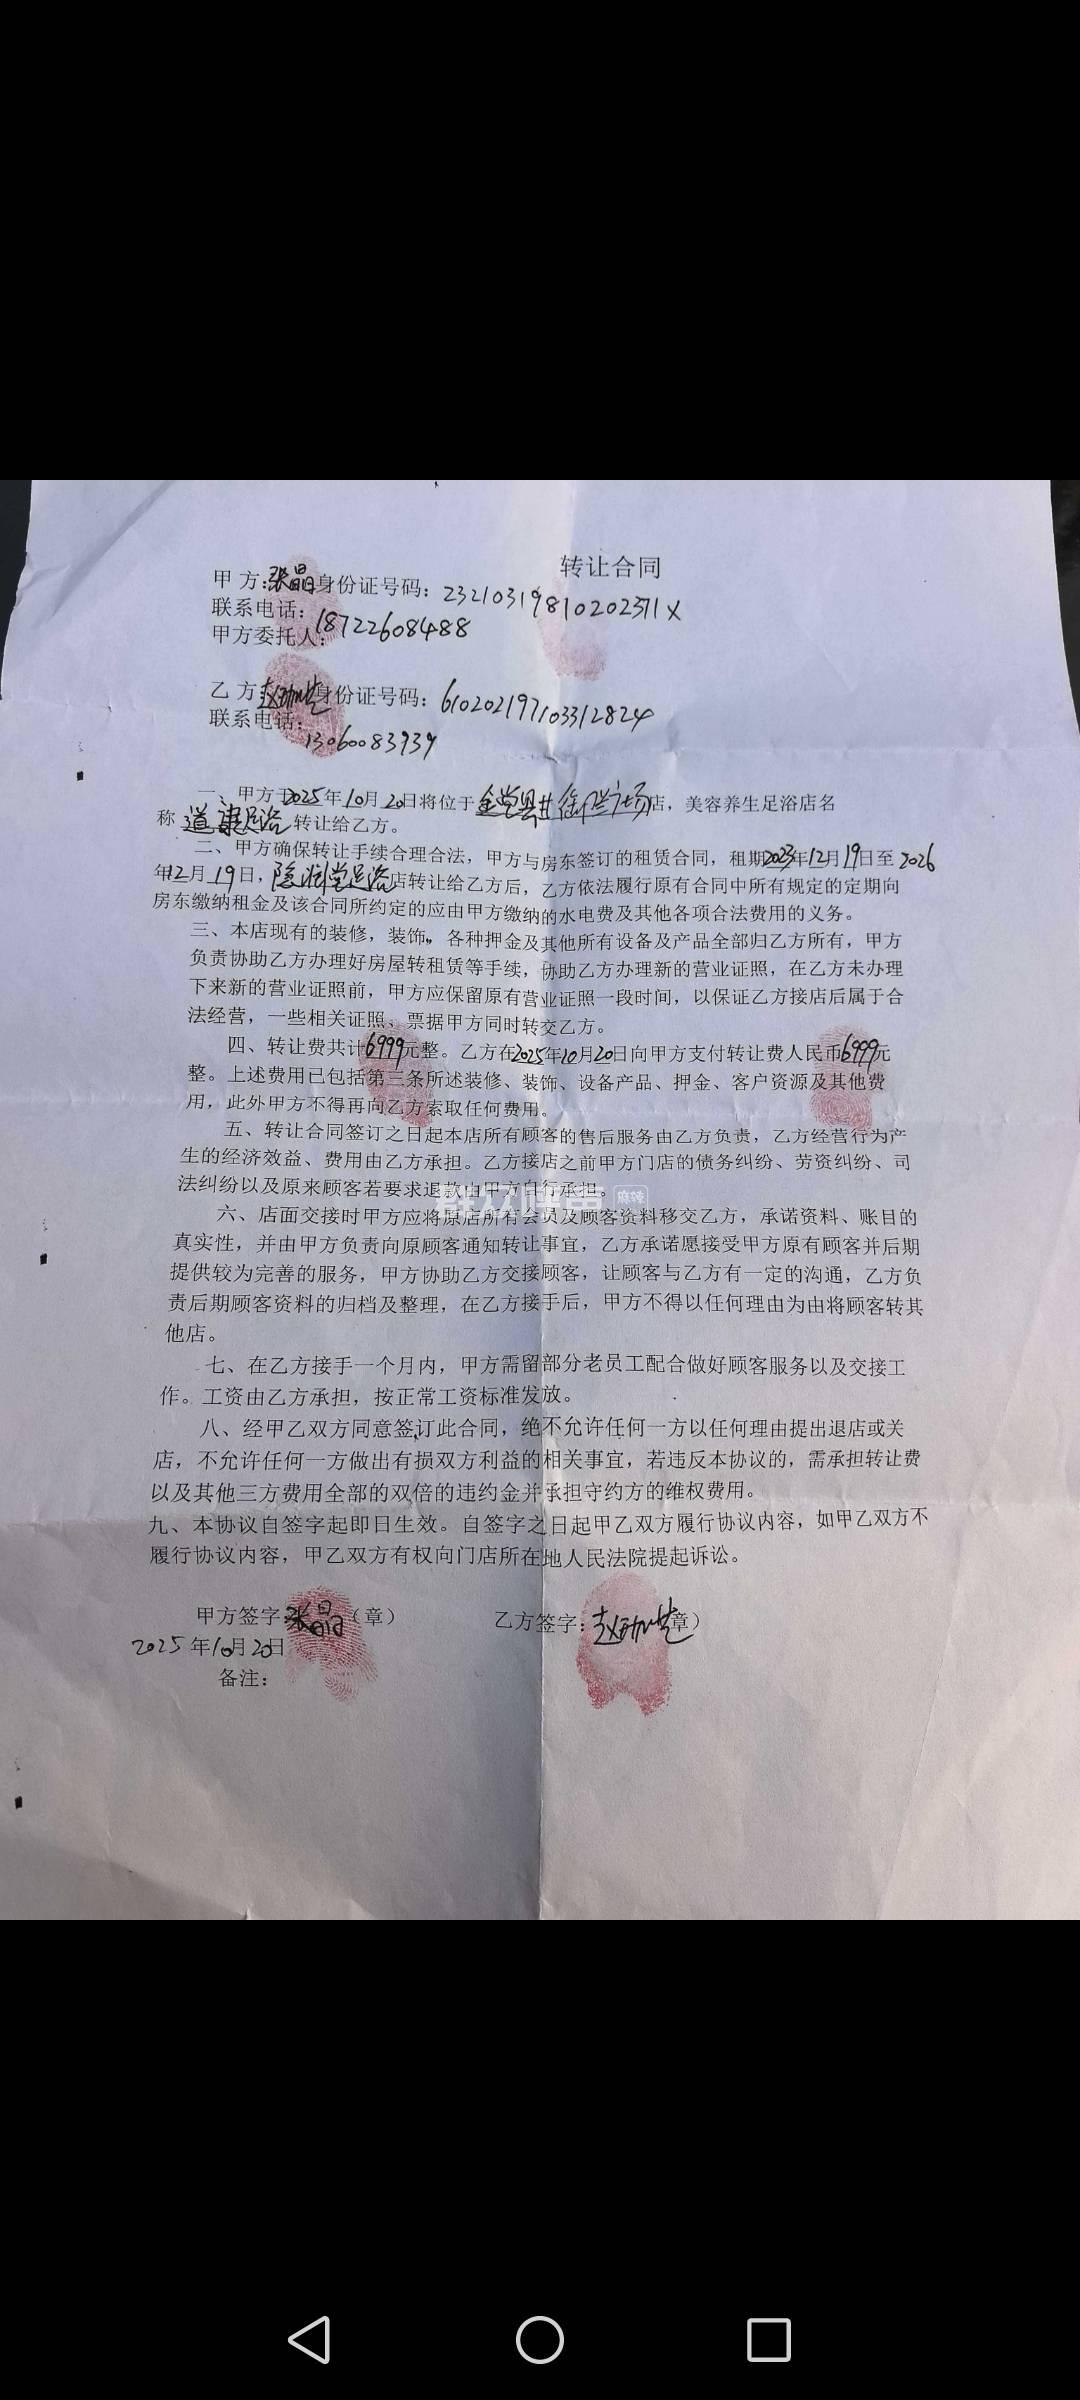 转让合同
甲方:张晶身份证号码：23210319810202371X
联系电话：18722608488
甲方委托人：
乙方 身份证号码：610202197103312824
联系电话：13060083939
一、甲方于2025年10月20日将位于金堂县 广场店，美容养生足浴店名
称 道康足浴 转让给乙方。
二、甲方确保转让手续合理合法，甲方与房东签订的租赁合同，租期2023年12月19日至2026
年12月19日， 足浴店转让给乙方后，乙方依法履行原有合同中所有规定的定期向
房东缴纳租金及该合同所约定的应由甲方缴纳的水电费及其他各项合法费用的义务。
三、本店现有的装修，装饰，各种押金及其他所有设备及产品全部归乙方所有，甲方
负责协助乙方办理好房屋转租赁等手续，协助乙方办理新的营业证照，在乙方未办理
下来新的营业证照前，甲方应保留原有营业证照一段时间，以保证乙方接店后属于合
法经营，一些相关证照、票据甲方同时转交乙方。
四、转让费共计6999元整。乙方在2025年10月20日向甲方支付转让费人民币6999元
整。上述费用已包括第三条所述装修、装饰、设备产品、押金、客户资源及其他费
用，此外甲方不得再向乙方索取任何费用。
五、转让合同签订之日起本店所有顾客的售后服务由乙方负责，乙方经营行为产
生的经济效益、费用由乙方承担。乙方接店之前甲方门店的债务纠纷、劳资纠纷、司
法纠纷以及原来顾客若要求退款由甲方自行承担。
群众呼声 麻辣
六、店面交接时甲方应将原店所有会员及顾客资料移交乙方，承诺资料、账目的
真实性，并由甲方负责向原顾客通知转让事宜，乙方承诺愿接受甲方原有顾客并后期
提供较为完善的服务，甲方协助乙方交接顾客，让顾客与乙方有一定的沟通，乙方负
责后期顾客资料的归档及整理，在乙方接手后，甲方不得以任何理由为由将顾客转其
他店。
七、在乙方接手一个月内，甲方需留部分老员工配合做好顾客服务以及交接工
作。工资由乙方承担，按正常工资标准发放。
八、经甲乙双方同意签订此合同，绝不允许任何一方以任何理由提出退店或关
店，不允许任何一方做出有损双方利益的相关事宜，若违反本协议的，需承担转让费
以及其他三方费用全部的双倍的违约金并承担守约方的维权费用。
九、本协议自签字起即日生效。自签字之日起甲乙双方履行协议内容，如甲乙双方不
履行协议内容，甲乙双方有权向门店所在地人民法院提起诉讼。
甲方签字:张晶（章） 乙方签字: 章）
2025年10月20日
备注：